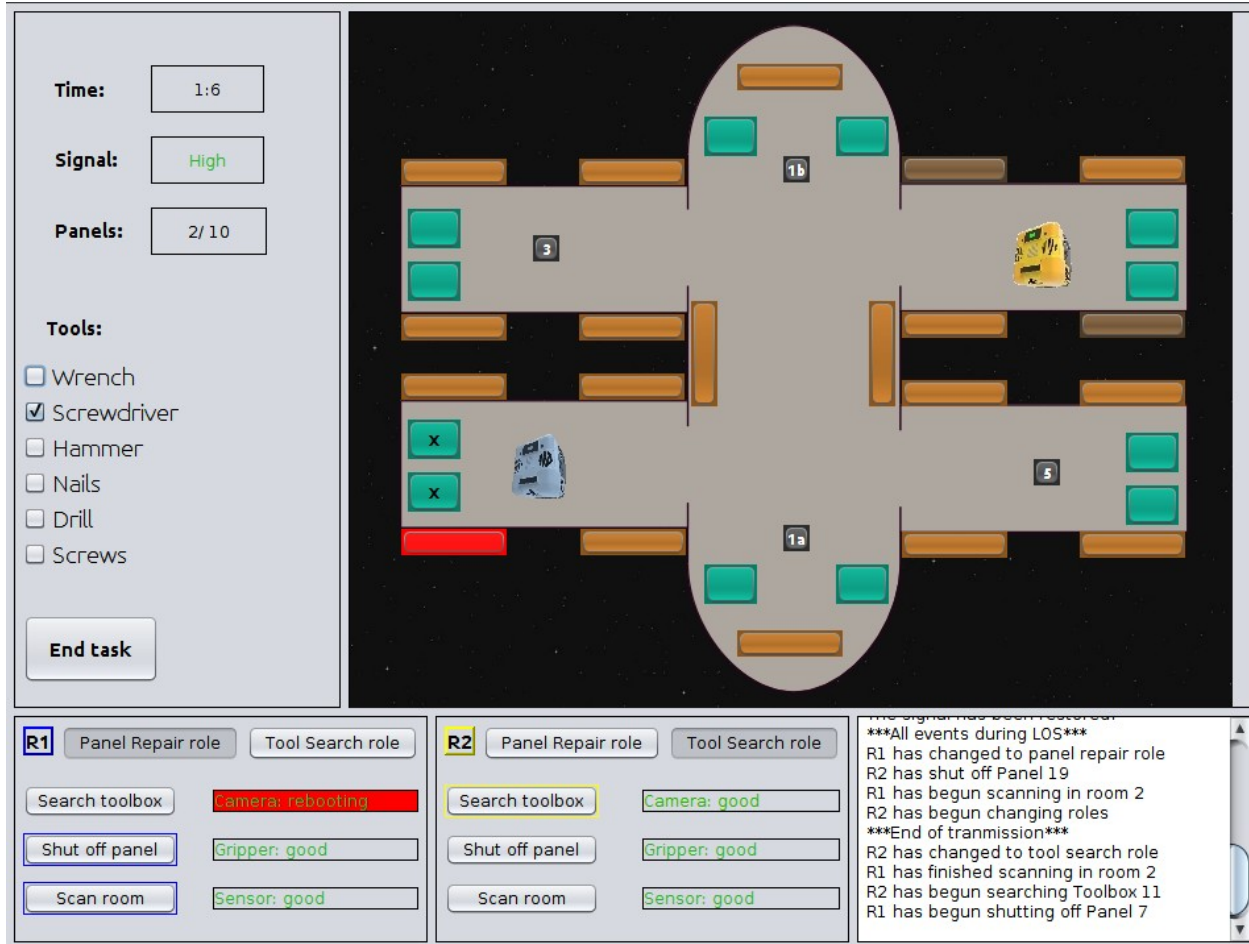 Time: 1:6
Signal: High
Panels: 2/ 10
Tools:
Wrench
Screwdriver
Hammer
Nails
Drill
Screws
End task
1b
3
5
1a
X
X
R1 Panel Repair role Tool Search role
Search toolbox Camera: rebooting
Shut off panel Gripper: good
Scan room Sensor: good
R2 Panel Repair role Tool Search role
Search toolbox Camera: good
Shut off panel Gripper: good
Scan room Sensor: good
The signal has been restored!
***All events during LOS***
R1 has changed to panel repair role
R2 has shut off Panel 19
R1 has begun scanning in room 2
R2 has begun changing roles
***End of tranmission***
R2 has changed to tool search role
R1 has finished scanning in room 2
R2 has begun searching Toolbox 11
R1 has begun shutting off Panel 7